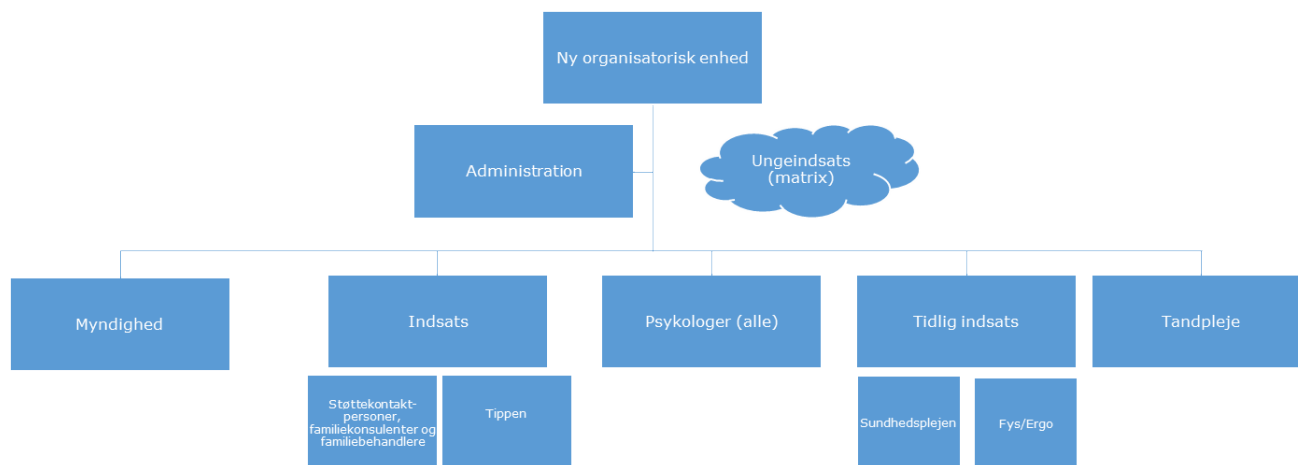 Ny organisatorisk enhed
Administration
Ungeindsats
(matrix)
Myndighed
Indsats
Psykologer (alle)
Tidlig indsats
Tandpleje
Støttekontakt-
personer,
familiekonsulenter og
familiebehandlere
Tippen
Sundhedsplejen
Fys/Ergo